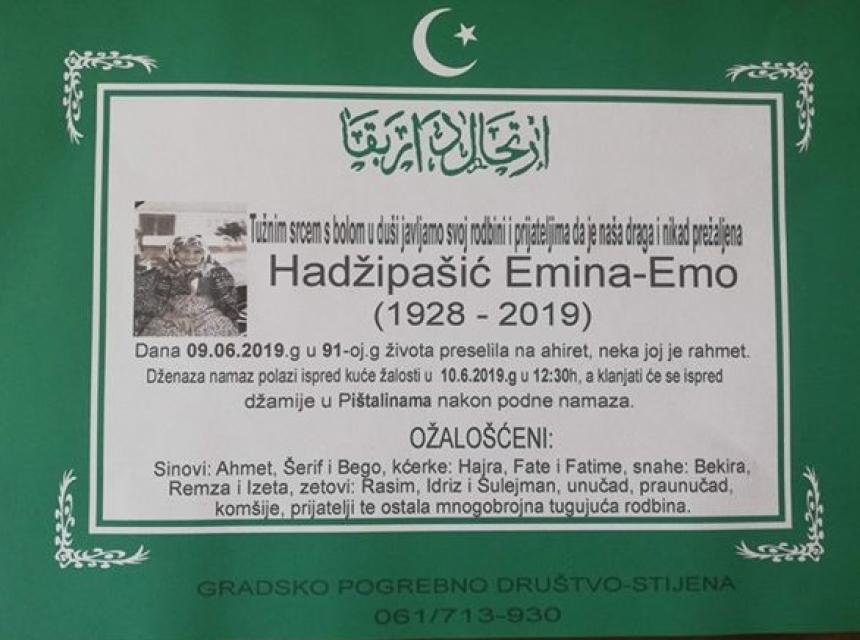 ارتحال دار بقا
Tužnim srcem s bolom u duši javljamo svoj rodbini i prijateljima da je naša draga i nikad prežaljena
Hadžipašić Emina-Emo
(1928 - 2019)
Dana 09.06.2019.g u 91-oj.g života preselila na ahiret, neka joj je rahmet.
Dženaza namaz polazi ispred kuće žalosti u 10.6.2019.g u 12:30h, a klanjati će se ispred
džamije u Pištalinama nakon podne namaza.
OŽALOŠĆENI:
Sinovi: Ahmet, Šerif i Bego, kćerke: Hajra, Fate i Fatime, snahe: Bekira,
Remza i Izeta, zetovi: Rasim, Idriz i Sulejman, unučad, praunučad,
komšije, prijatelji te ostala mnogobrojna tugujuća rodbina.
GRADSKO POGREBNO DRUŠTVO-STIJENA
061/713-930